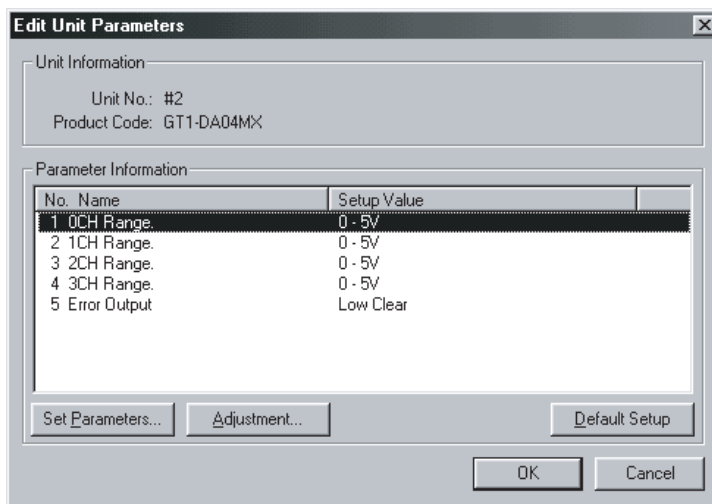 Edit Unit Parameters
Unit Information
Unit No.: #2
Product Code: GT1-DA04MX
Parameter Information
No. Name Setup Value
1 0CH Range. 0 - 5V
2 1CH Range. 0 - 5V
3 2CH Range. 0 - 5V
4 3CH Range. 0 - 5V
5 Error Output Low Clear
Set Parameters... Adjustment... Default Setup
OK Cancel